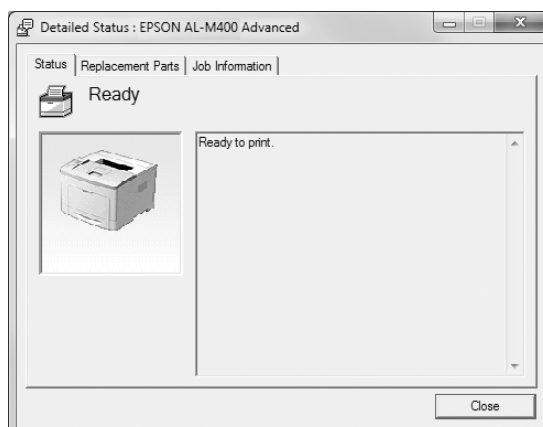 Detailed Status : EPSON AL-M400 Advanced
Status Replacement Parts Job Information
Ready
Ready to print.
Close